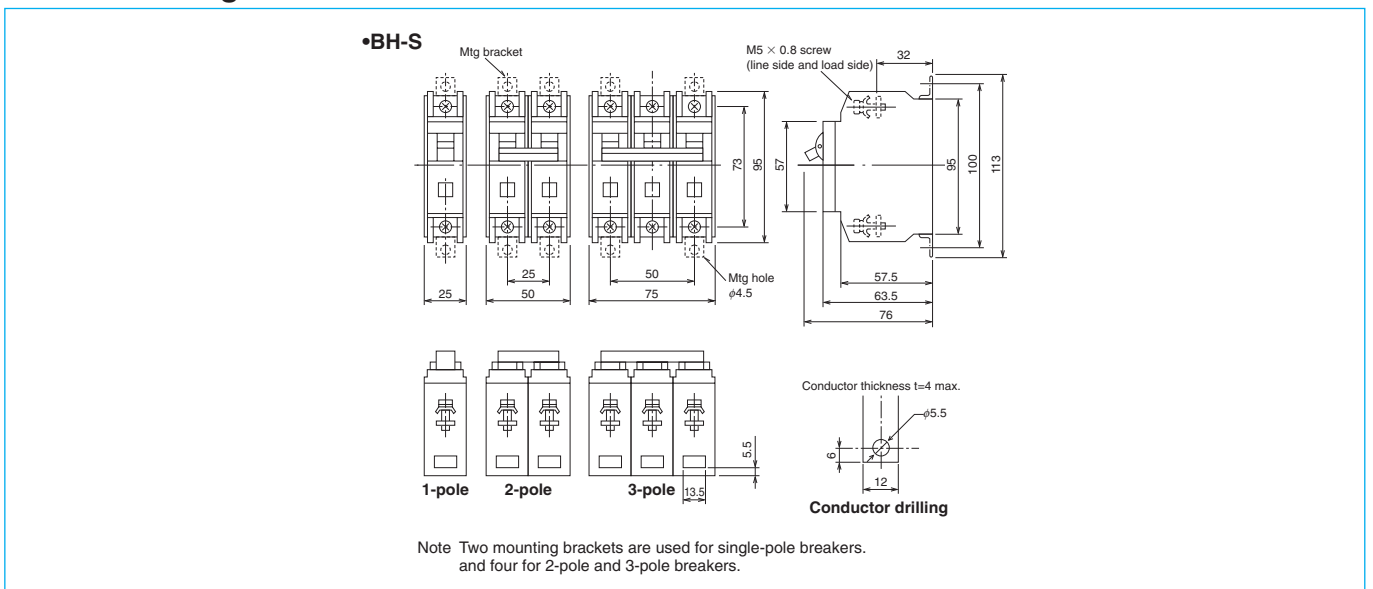 •BH-S
Mtg bracket
M5 × 0.8 screw
(line side and load side)
32
73
95
57
95
100
113
25
50
Mtg hole
φ4.5
25
50
75
57.5
63.5
76
Conductor thickness t=4 max.
φ5.5
6
12
5.5
13.5
1-pole
2-pole
3-pole
Conductor drilling
Note Two mounting brackets are used for single-pole breakers.
and four for 2-pole and 3-pole breakers.